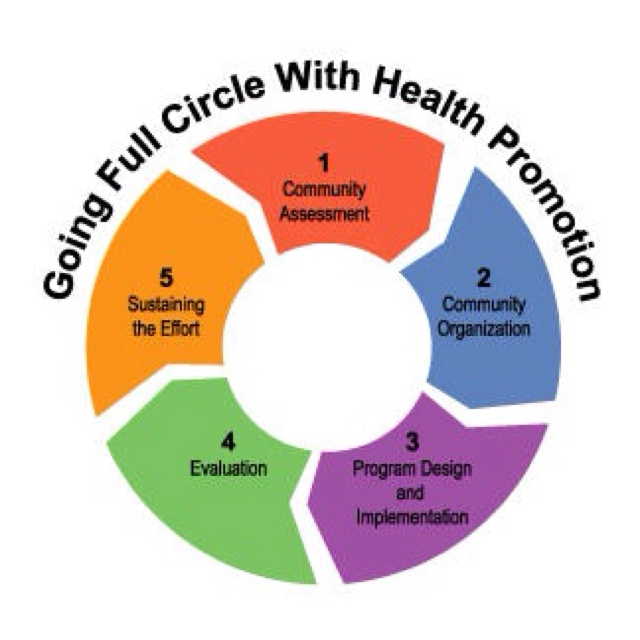 Going Full Circle With Health Promotion
1
Community
Assessment
2
Community
Organization
3
Program Design
and
Implementation
4
Evaluation
5
Sustaining
the Effort